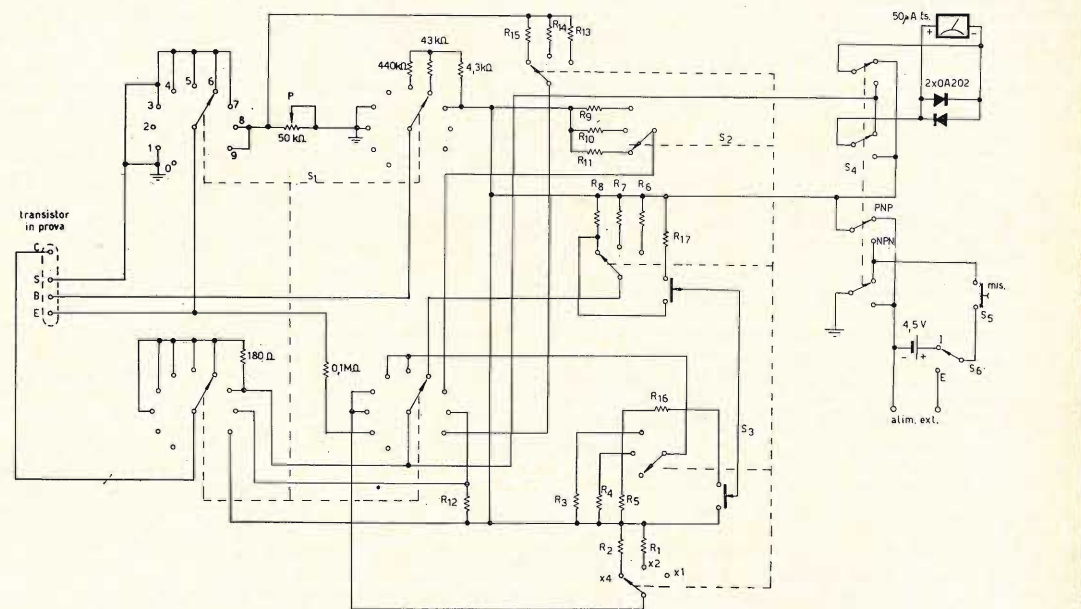 50µA f.s.
+ -
R15 R14 R13
43 kΩ
440kΩ 4,3kΩ
4 5 6
3 7
2 8
1 9
0
P
50 kΩ
S1
2x0A202
R9
R10
R11
S2
S4
transistor
in prova
C
S
B
E
R8 R7 R6
R17
PNP
NPN
mis.
S5
4,5 V
- +
I
S6
E
alim. ext.
180 Ω
0,1MΩ
R16
S3
R12
R3 R4 R5
R2 R1
x4 x2 x1